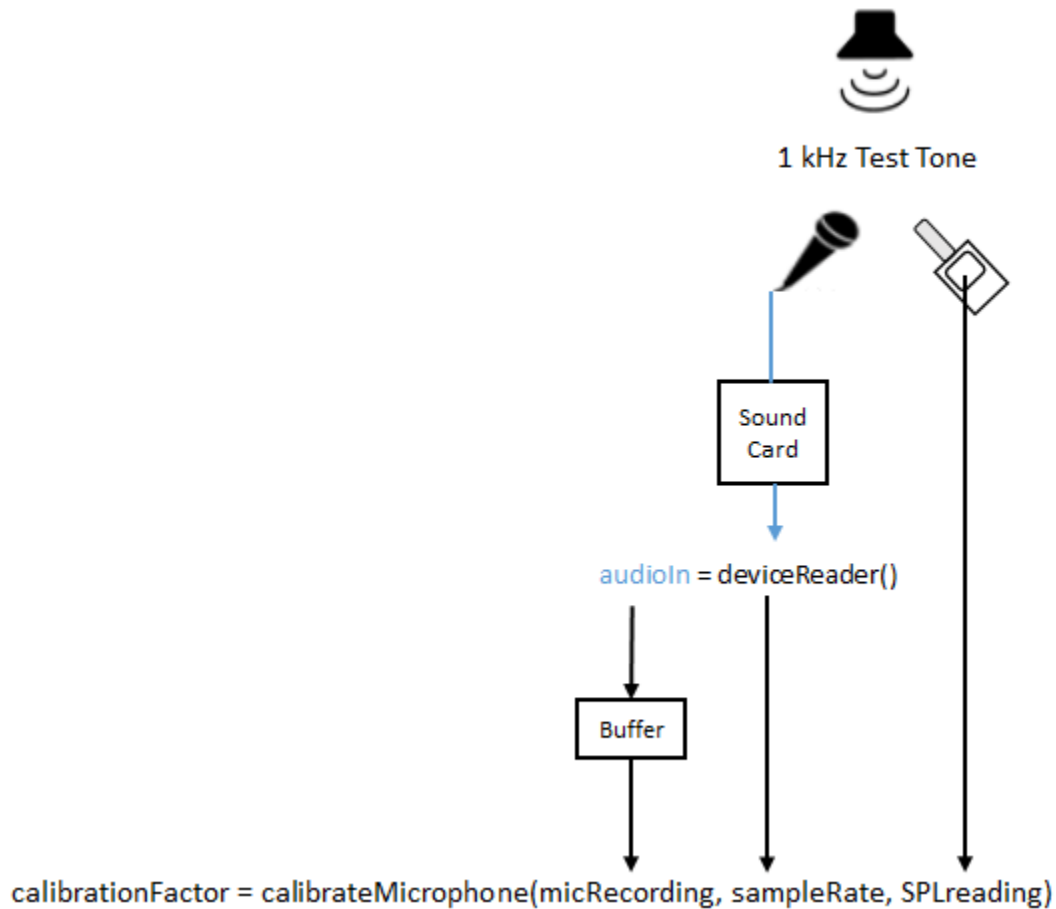 1 kHz Test Tone
Sound
Card
audioIn = deviceReader()
Buffer
calibrationFactor = calibrateMicrophone(micRecording, sampleRate, SPLreading)